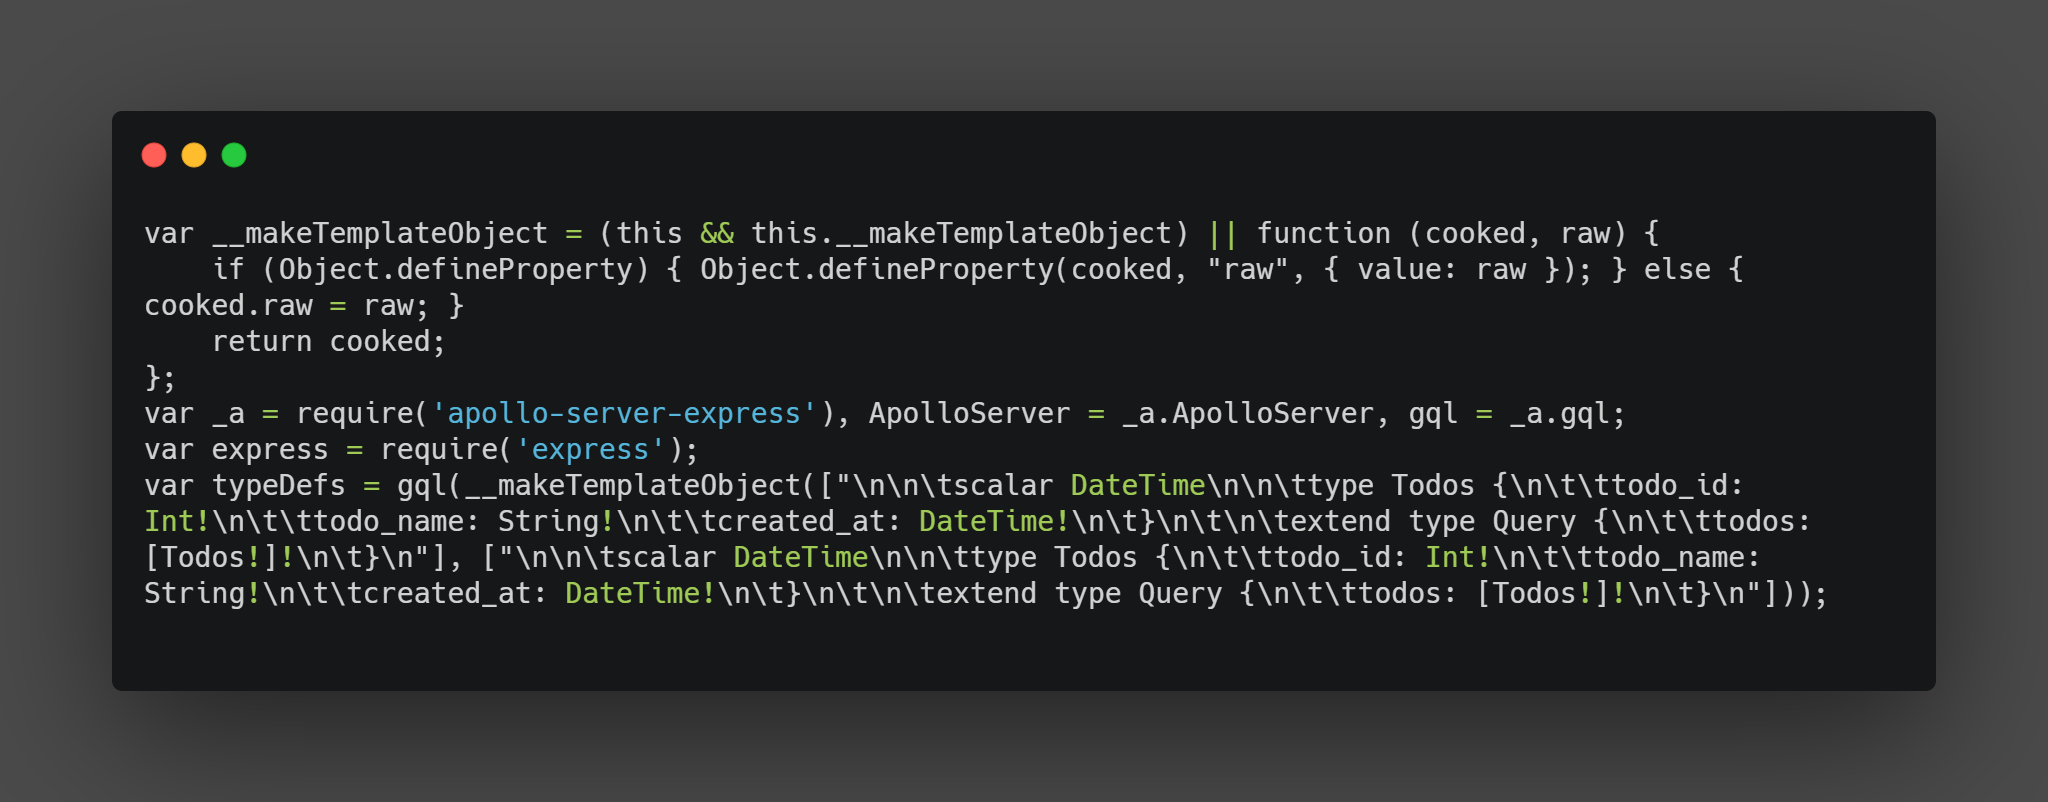 var __makeTemplateObject = (this && this.__makeTemplateObject) || function (cooked, raw) {
    if (Object.defineProperty) { Object.defineProperty(cooked, "raw", { value: raw }); } else {
cooked.raw = raw; }
    return cooked;
};
var _a = require('apollo-server-express'), ApolloServer = _a.ApolloServer, gql = _a.gql;
var express = require('express');
var typeDefs = gql(__makeTemplateObject(["\n\n\tscalar DateTime\n\n\ttype Todos {\n\t\ttodo_id:
Int!\n\t\ttodo_name: String!\n\t\tcreated_at: DateTime!\n\t}\n\t\n\textend type Query {\n\t\ttodos:
[Todos!]!\n\t}\n"], ["\n\n\tscalar DateTime\n\n\ttype Todos {\n\t\ttodo_id: Int!\n\t\ttodo_name:
String!\n\t\tcreated_at: DateTime!\n\t}\n\t\n\textend type Query {\n\t\ttodos: [Todos!]!\n\t}\n"]));